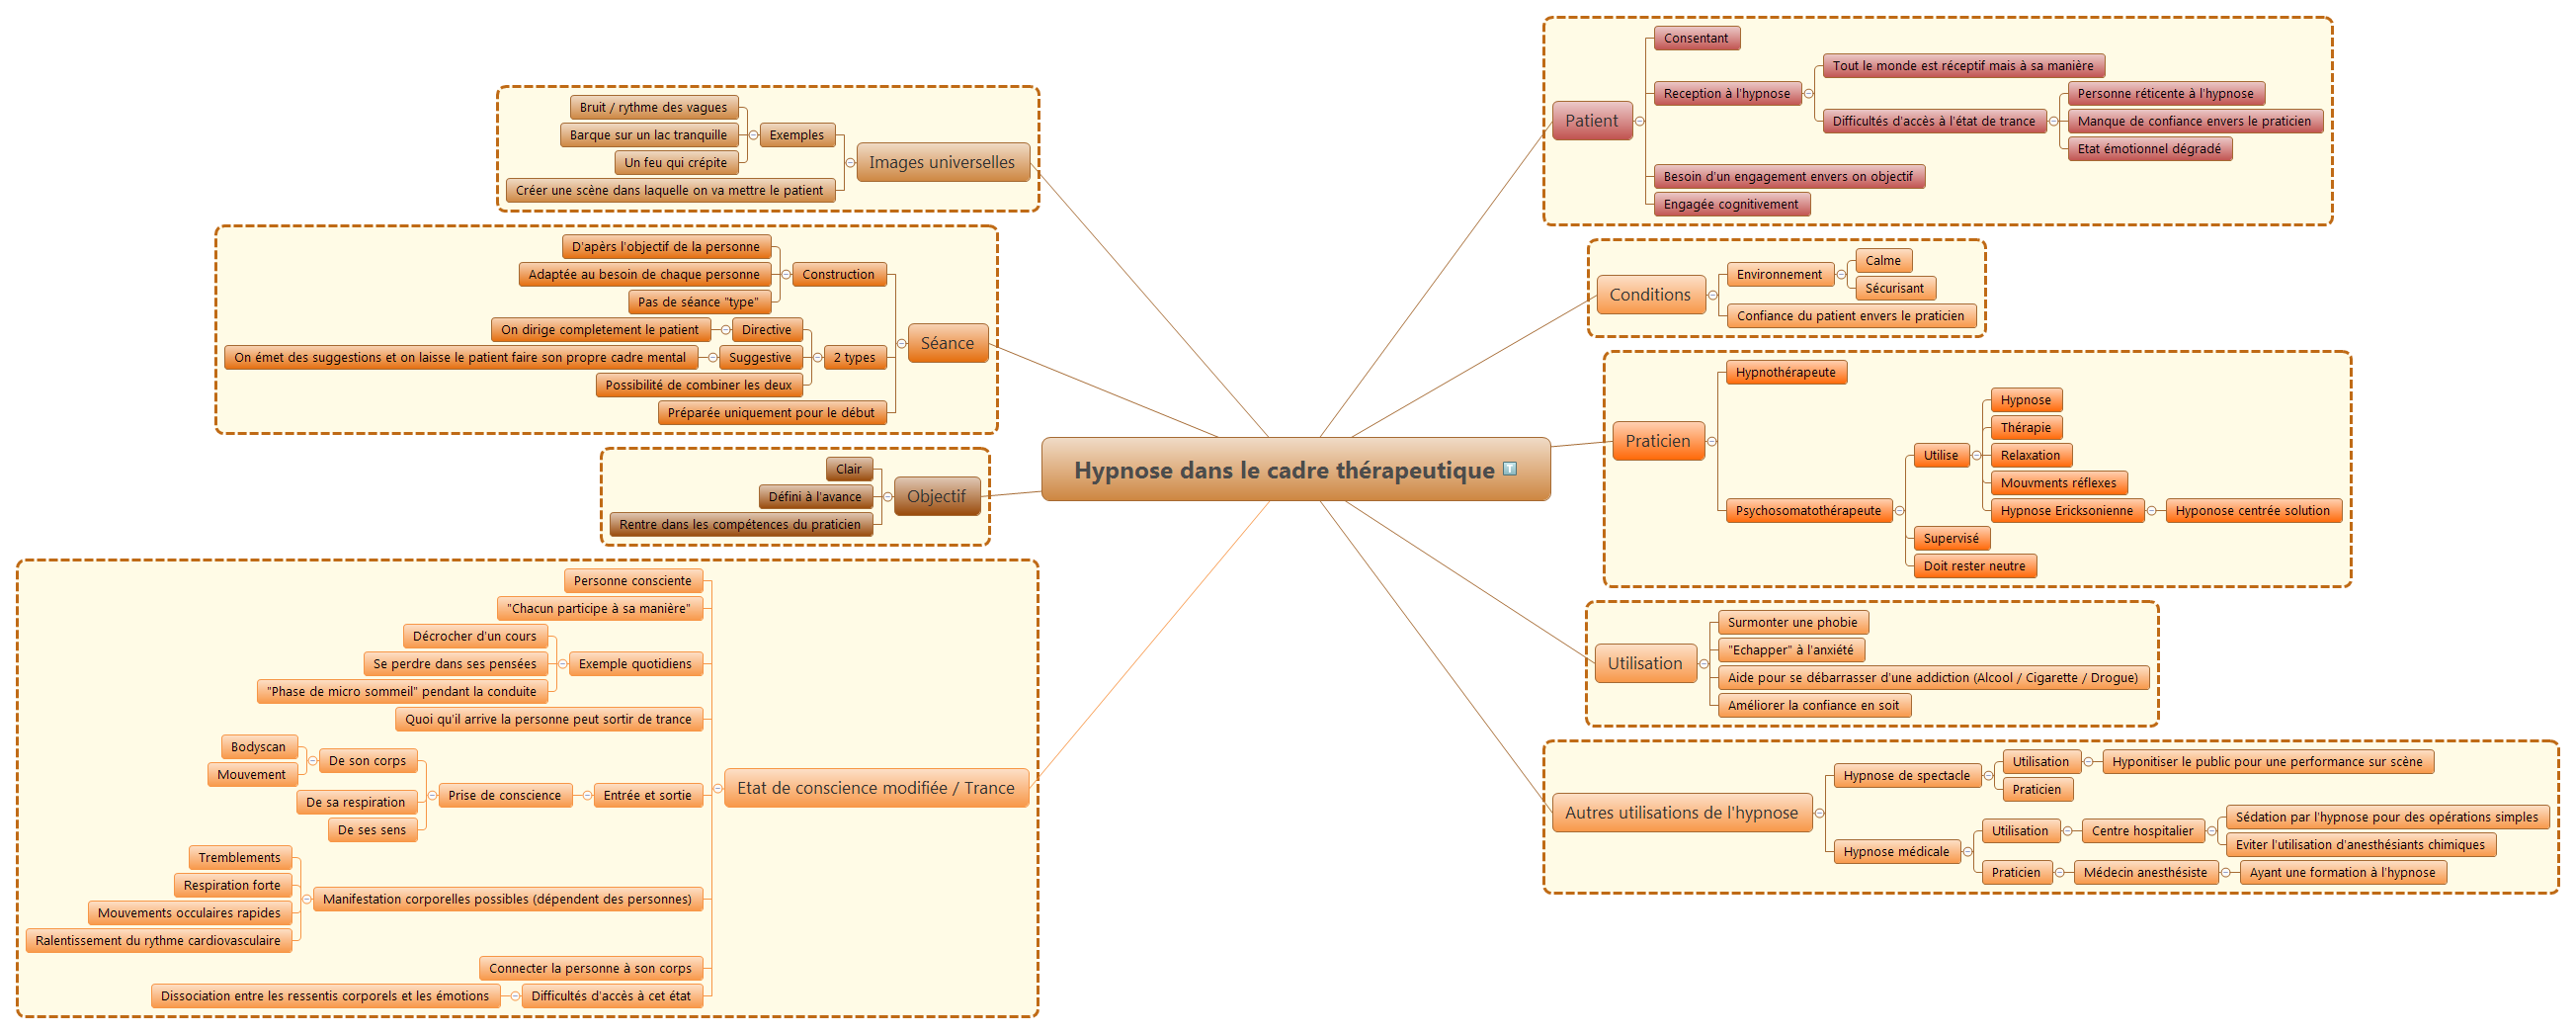 Hypnose dans le cadre thérapeutique
Patient
Consentant
Reception à l'hypnose
Tout le monde est réceptif mais à sa manière
Difficultés d'accès à l'état de trance
Personne réticente à l'hypnose
Manque de confiance envers le praticien
Etat émotionnel dégradé
Besoin d'un engagement envers on objectif
Engagée cognitivement
Conditions
Environnement
Calme
Sécurisant
Confiance du patient envers le praticien
Praticien
Hypnothérapeute
Psychosomatothérapeute
Utilise
Hypnose
Thérapie
Relaxation
Mouvments réflexes
Hypnose Ericksonienne
Hyponose centrée solution
Supervisé
Doit rester neutre
Utilisation
Surmonter une phobie
"Echapper" à l'anxiété
Aide pour se débarrasser d'une addiction (Alcool / Cigarette / Drogue)
Améliorer la confiance en soit
Autres utilisations de l'hypnose
Hypnose de spectacle
Utilisation
Hyponitiser le public pour une performance sur scène
Praticien
Hypnose médicale
Utilisation
Centre hospitalier
Sédation par l'hypnose pour des opérations simples
Eviter l'utilisation d'anesthésiants chimiques
Praticien
Médecin anesthésiste
Ayant une formation à l'hypnose
Images universelles
Exemples
Bruit / rythme des vagues
Barque sur un lac tranquille
Un feu qui crépite
Créer une scène dans laquelle on va mettre le patient
Séance
Construction
D'apèrs l'objectif de la personne
Adaptée au besoin de chaque personne
Pas de séance "type"
2 types
Directive
On dirige completement le patient
Suggestive
On émet des suggestions et on laisse le patient faire son propre cadre mental
Possibilité de combiner les deux
Préparée uniquement pour le début
Objectif
Clair
Défini à l'avance
Rentre dans les compétences du praticien
Etat de conscience modifiée / Trance
Personne consciente
"Chacun participe à sa manière"
Exemple quotidiens
Décrocher d'un cours
Se perdre dans ses pensées
"Phase de micro sommeil" pendant la conduite
Quoi qu'il arrive la personne peut sortir de trance
Entrée et sortie
Prise de conscience
De son corps
Bodyscan
Mouvement
De sa respiration
De ses sens
Manifestation corporelles possibles (dépendent des personnes)
Tremblements
Respiration forte
Mouvements occulaires rapides
Ralentissement du rythme cardiovasculaire
Connecter la personne à son corps
Difficultés d'accès à cet état
Dissociation entre les ressentis corporels et les émotions